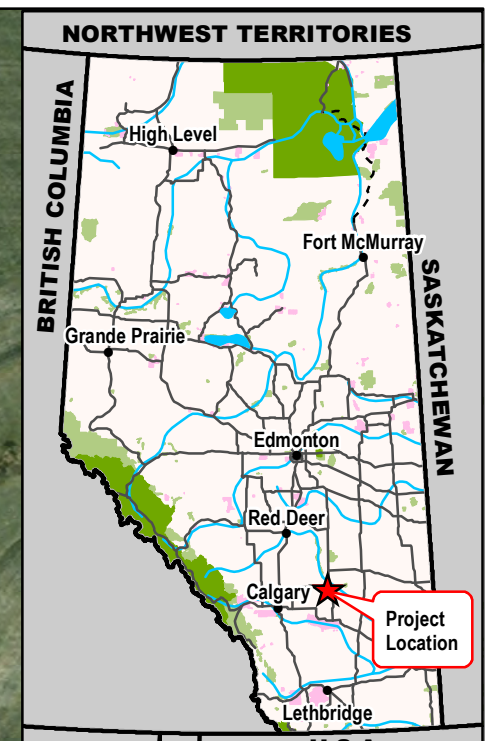 NORTHWEST TERRITORIES
BRITISH COLUMBIA
High Level
Fort McMurray
SASKATCHEWAN
Grande Prairie
Edmonton
Red Deer
Calgary
Project
Location
Lethbridge